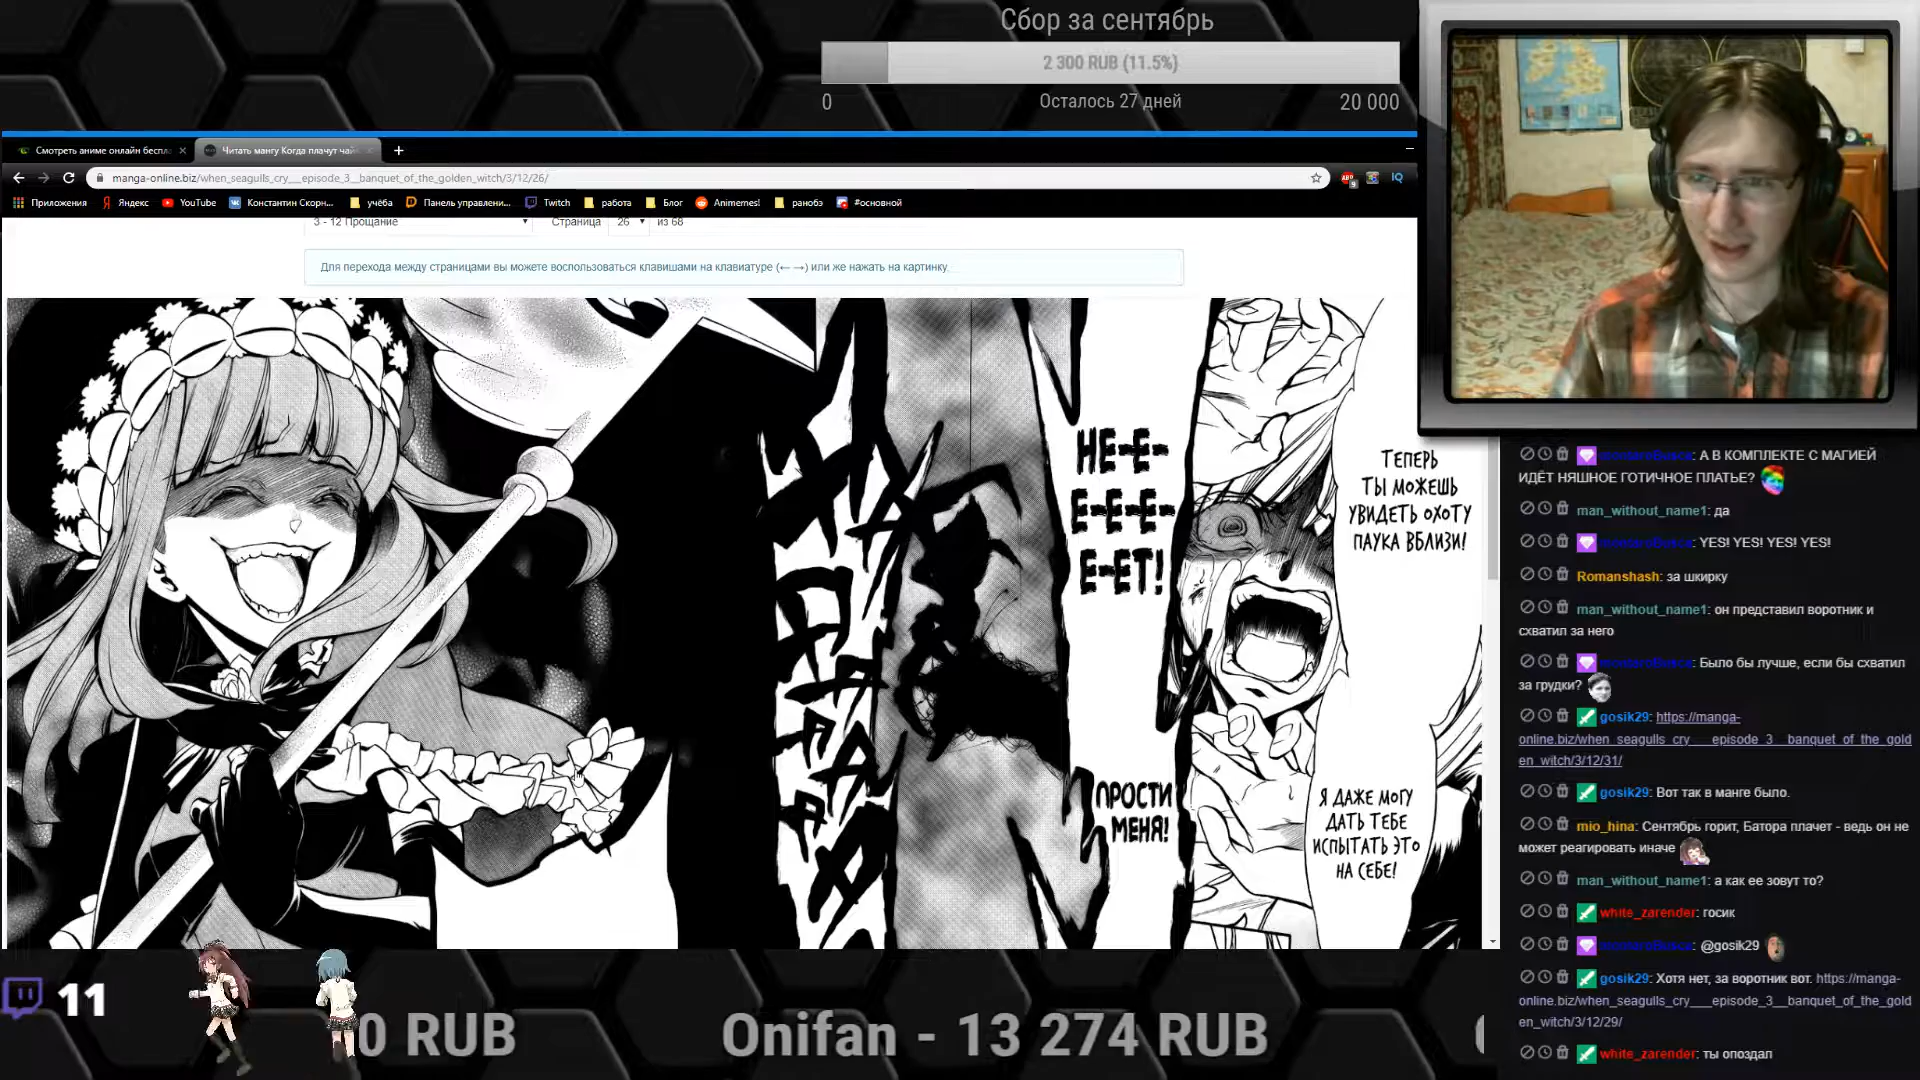 Сбор за сентябрь
2 300 RUB (11.5%)
0
Осталось 27 дней
20 000
Смотреть аниме онлайн беспл
Читать мангу Когда плачут чай
manga-online.biz/when_seagulls_cry___episode_3__banquet_of_the_golden_witch/3/12/26/
Приложения
Яндекс
YouTube
Константин Скорн...
учёба
Панель управлени...
Twitch
работа
Блог
Animemes!
ранобэ
#основной
3 - 12 Прощание
Страница
26
из 68
Для перехода между страницами вы можете воспользоваться клавишами на клавиатуре (← →) или же нажать на картинку.
ТЕПЕРЬ
ТЫ МОЖЕШЬ
УВИДЕТЬ ОХОТУ
ПАУКА ВБЛИЗИ!
НЕ-Е-
Е-Е-Е-
Е-ЕТ!
ПРОСТИ
МЕНЯ!
Я ДАЖЕ МОГУ
ДАТЬ ТЕБЕ
ИСПЫТАТЬ ЭТО
НА СЕБЕ!
А В КОМПЛЕКТЕ С МАГИЕЙ
ИДЁТ НЯШНОЕ ГОТИЧНОЕ ПЛАТЬЕ?
man_without_name1: да
YES! YES! YES! YES!
Romanshash: за шкирку
man_without_name1: он представил воротник и
схватил за него
Было бы лучше, если бы схватил
за грудки?
gosik29: https://manga-
online.biz/when_seagulls_cry___episode_3__banquet_of_the_gold
en_witch/3/12/31/
gosik29: Вот так в манге было.
mio_hina: Сентябрь горит, Батора плачет - ведь он не
может реагировать иначе
man_without_name1: а как ее зовут то?
white_zarender: госик
@gosik29
gosik29: Хотя нет, за воротник вот. https://manga-
online.biz/when_seagulls_cry___episode_3__banquet_of_the_gold
en_witch/3/12/29/
white_zarender: ты опоздал
11
0 RUB
Onifan - 13 274 RUB